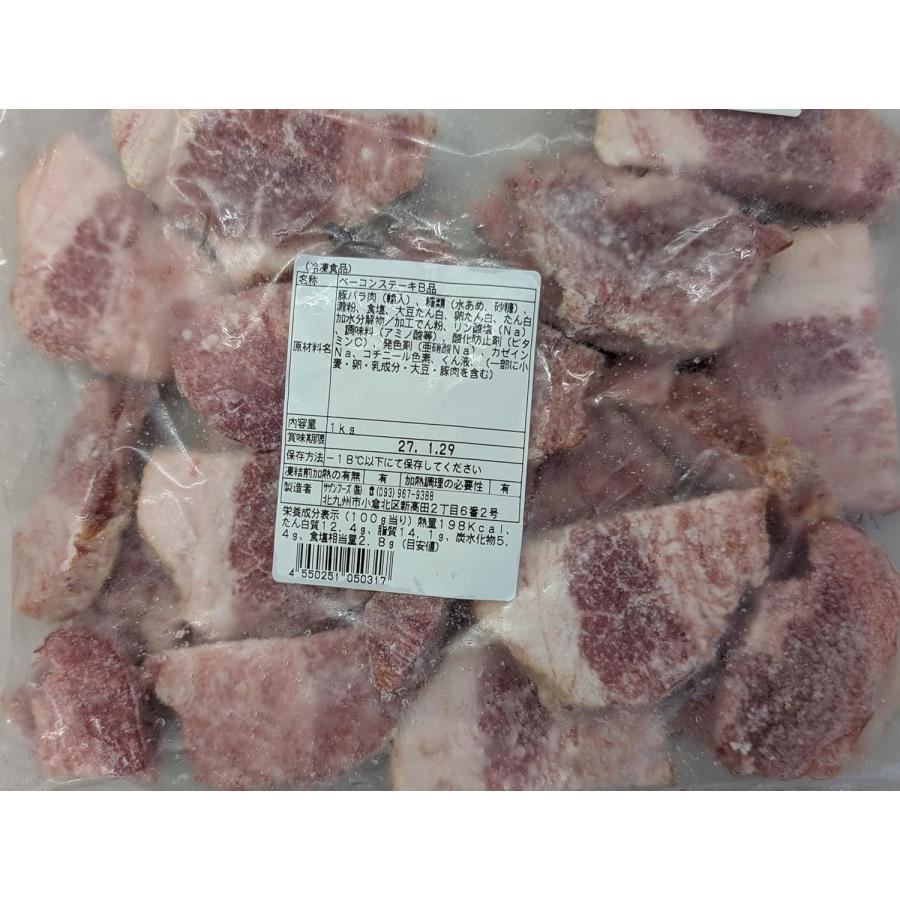 (冷凍食品)
名称 ベーコンステーキB品
豚バラ肉(輸入)、糖類(水あめ、砂糖)、
澱粉、食塩、大豆たん白、卵たん白、たん白
加水分解物/加工でん粉、リン酸塩(Na)
、調味料(アミノ酸等)、酸化防止剤(ビタ
原材料名 ミンC)、発色剤(亜硝酸Na)、カゼイン
Na、コチニール色素、くん液、(一部に小
麦・卵・乳成分・大豆・豚肉を含む)
内容量 1kg
賞味期限 27. 1.29
保存方法 -18℃以下にて保存してください
凍結前加熱の有無 有 加熱調理の必要性 有
製造者 サザンフーズ㈱ ☎(093)967-9388
北九州市小倉北区新高田2丁目6番2号
栄養成分表示(100g当り)熱量198Kcal、
たん白質12.4g、脂質14.1g、炭水化物5.
4g、食塩相当量2.8g(目安値)
4 550251 050317